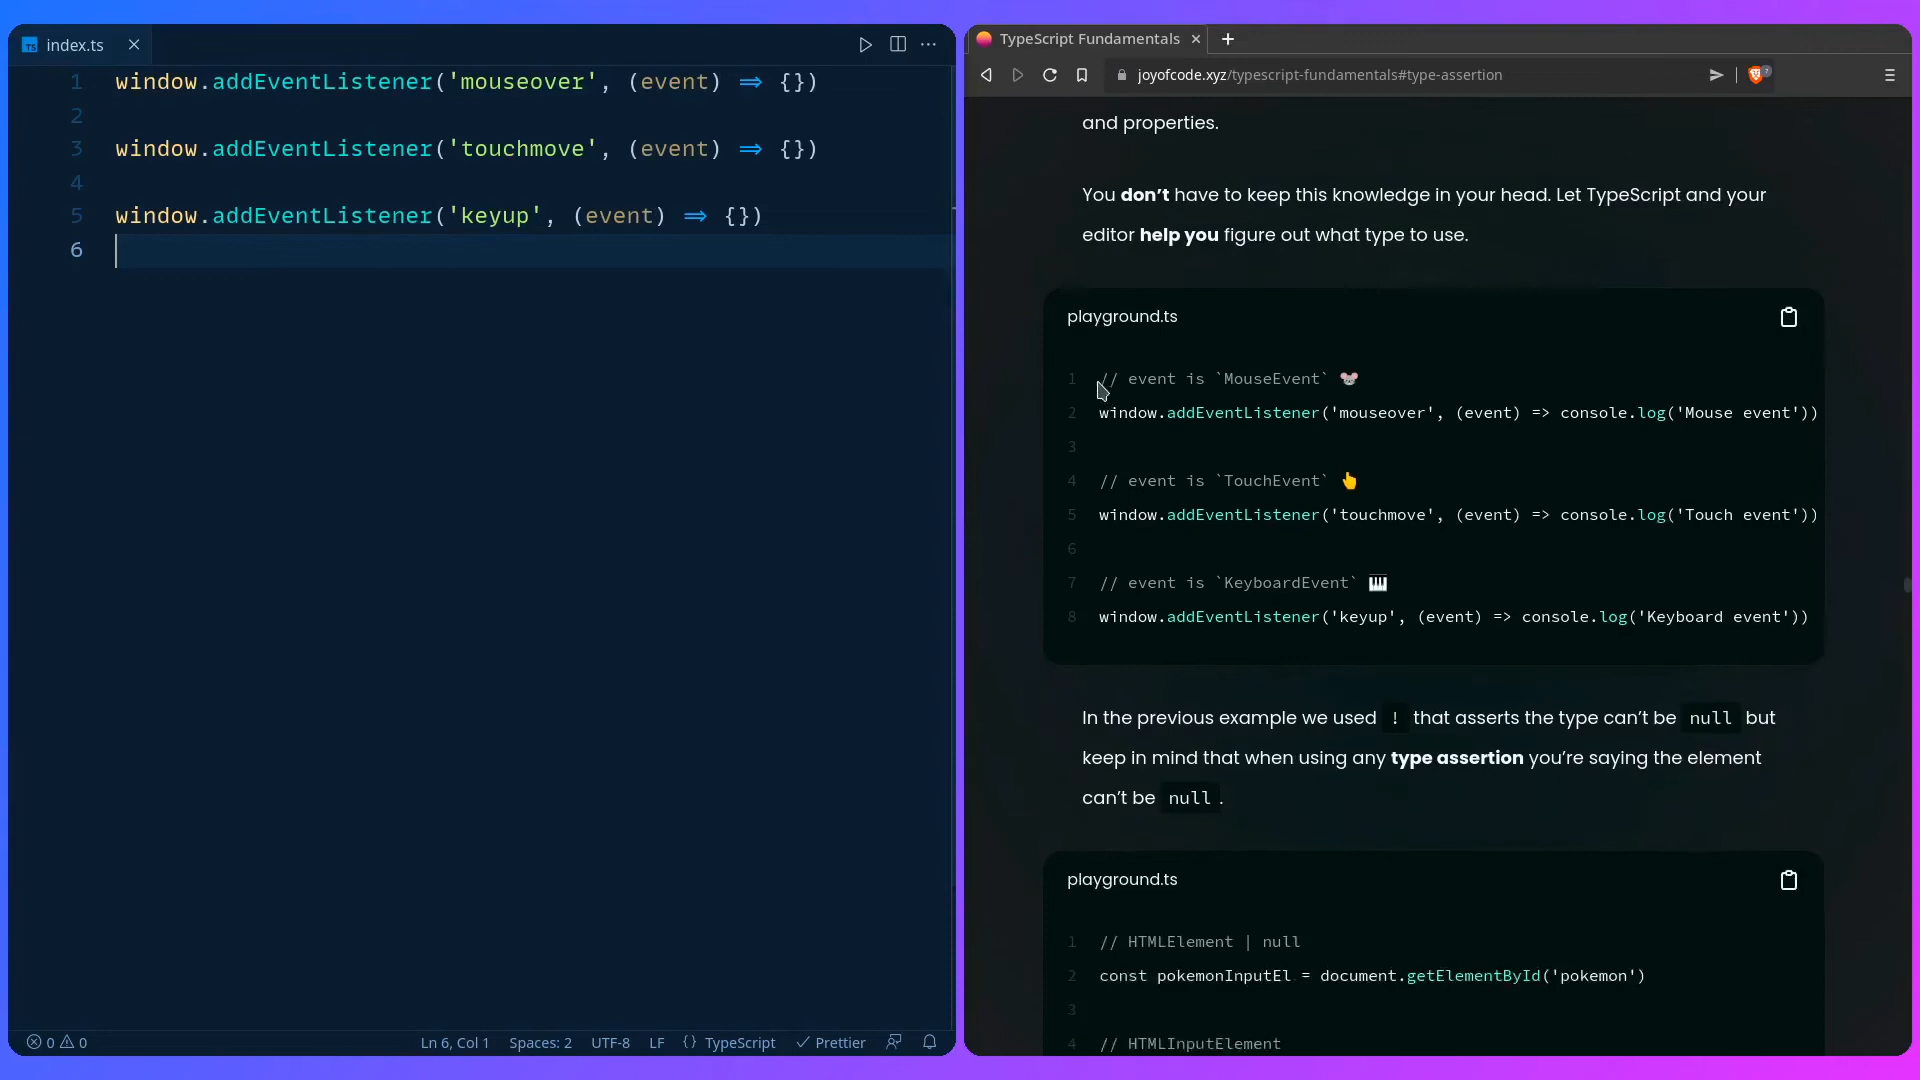 index.ts
1 window.addEventListener('mouseover', (event) => {})
2
3 window.addEventListener('touchmove', (event) => {})
4
5 window.addEventListener('keyup', (event) => {})
6
0 0 Ln 6, Col 1 Spaces: 2 UTF-8 LF {} TypeScript Prettier
TypeScript Fundamentals
joyofcode.xyz/typescript-fundamentals#type-assertion
and properties.
You don't have to keep this knowledge in your head. Let TypeScript and your
editor help you figure out what type to use.
playground.ts
1 // event is `MouseEvent` 🐭
2 window.addEventListener('mouseover', (event) => console.log('Mouse event'))
3
4 // event is `TouchEvent` 👆
5 window.addEventListener('touchmove', (event) => console.log('Touch event'))
6
7 // event is `KeyboardEvent` 🎹
8 window.addEventListener('keyup', (event) => console.log('Keyboard event'))
In the previous example we used ! that asserts the type can't be null but
keep in mind that when using any type assertion you're saying the element
can't be null .
playground.ts
1 // HTMLElement | null
2 const pokemonInputEl = document.getElementById('pokemon')
3
4 // HTMLInputElement